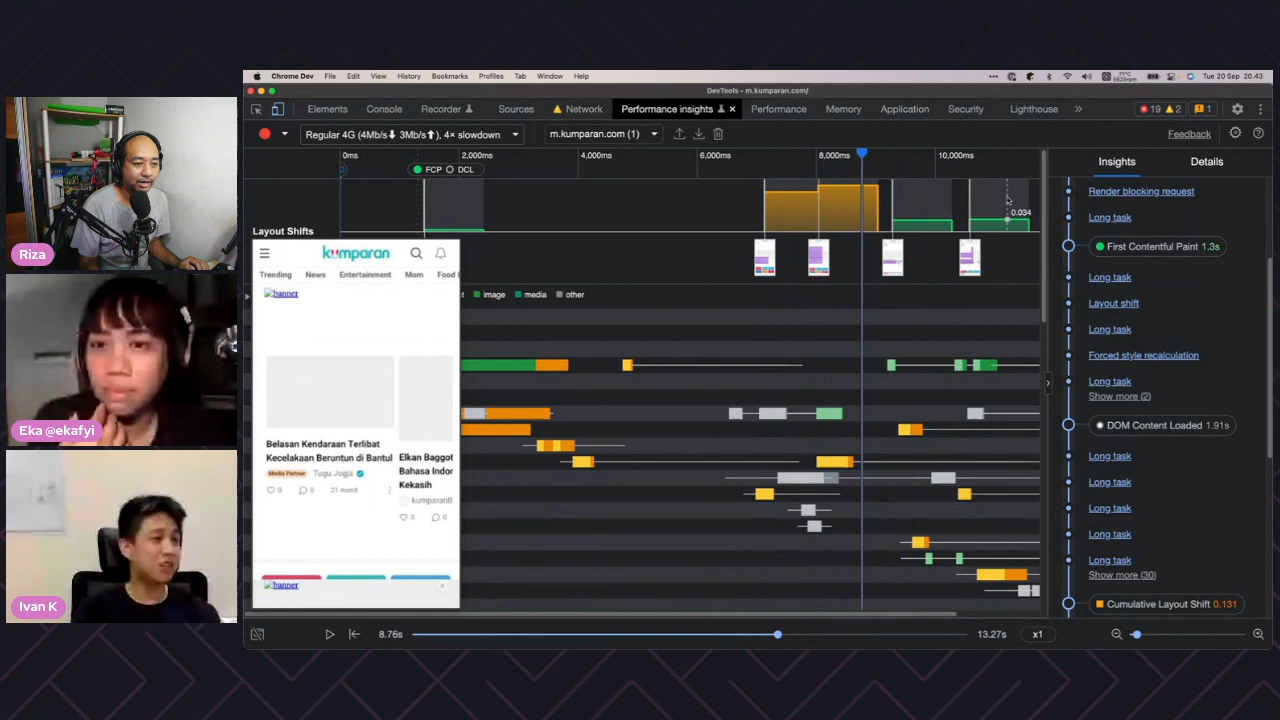 Riza
Eka @ekafyi
Ivan K
Chrome Dev File Edit View History Bookmarks Profiles Tab Window Help
Tue 20 Sep 20.43
DevTools - m.kumparan.com/
Elements Console Recorder Sources Network Performance insights Performance Memory Application Security Lighthouse » 19 2 1
Regular 4G (4Mb/s⬇ 3Mb/s⬆), 4× slowdown m.kumparan.com (1) Feedback
0ms 2,000ms 4,000ms 6,000ms 8,000ms 10,000ms
FCP DCL
0.034
Layout Shifts
image media other
kumparan
Trending News Entertainment Mom Food
banner
Belasan Kendaraan Terlibat
Kecelakaan Beruntun di Bantul
Media Partner Tugu Jogja
0 0 21 menit
Elkan Baggot
Bahasa Indor
Kekasih
kumparanB
0 0
banner
Insights Details
Render blocking request
Long task
First Contentful Paint 1.3s
Long task
Layout shift
Long task
Forced style recalculation
Long task
Show more (2)
DOM Content Loaded 1.91s
Long task
Long task
Long task
Long task
Long task
Show more (30)
Cumulative Layout Shift 0.131
8.76s 13.27s x1